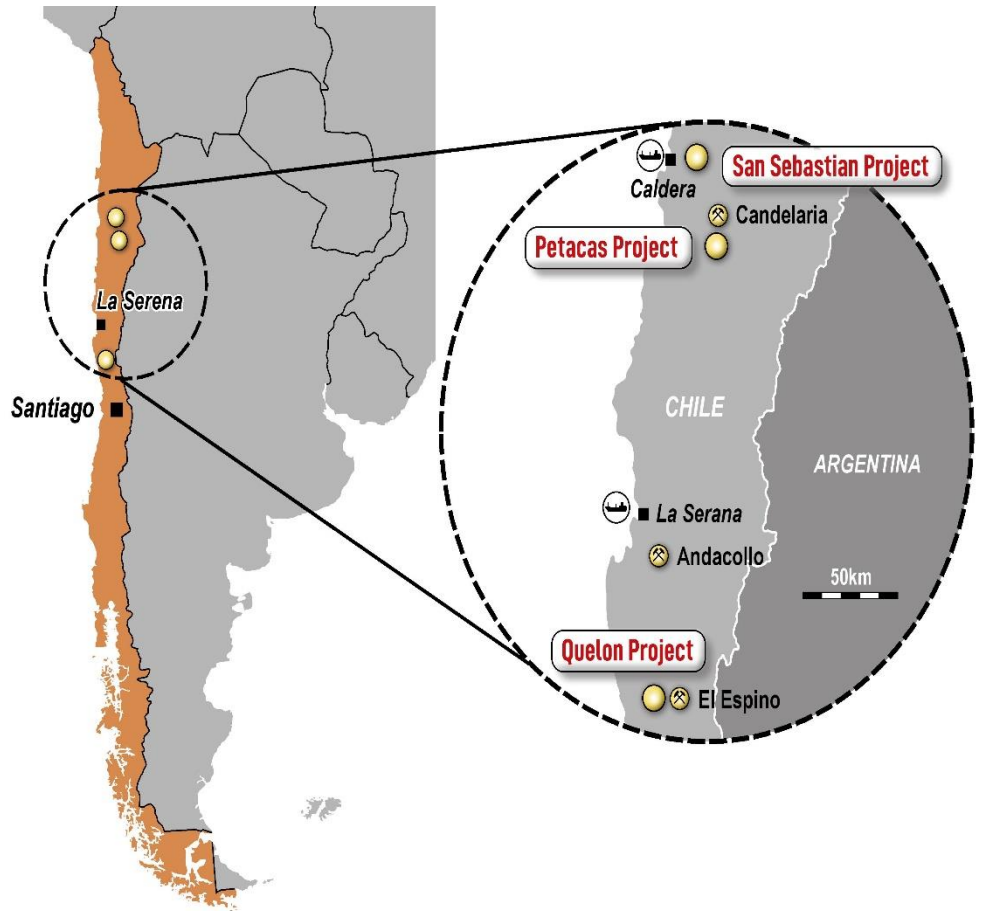 La Serena
Santiago
Caldera
San Sebastian Project
Candelaria
Petacas Project
CHILE
ARGENTINA
La Serana
Andacollo
50km
Quelon Project
El Espino